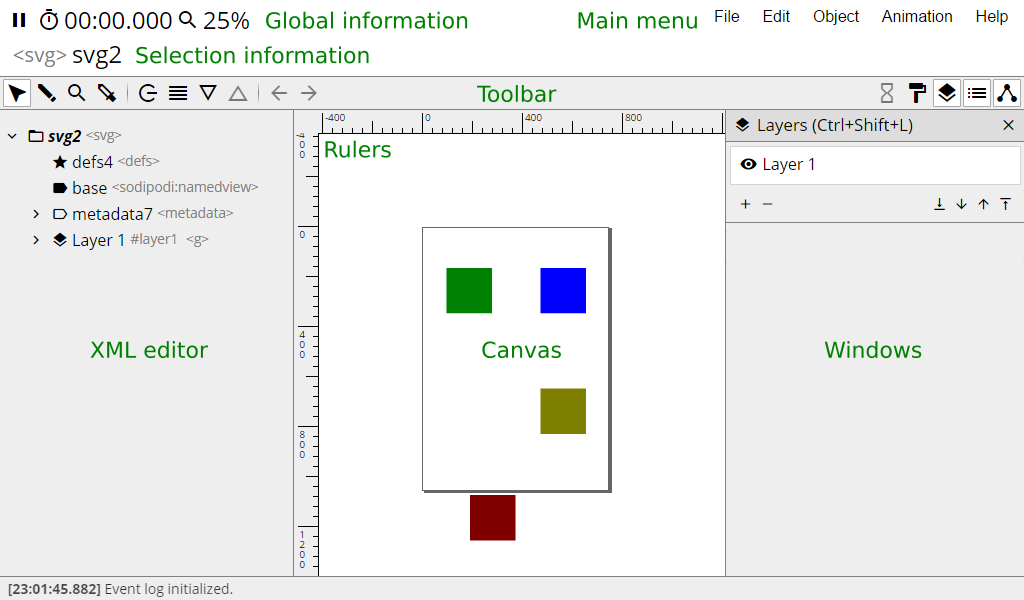 00:00.000 25% Global information Main menu File Edit Object Animation Help
<svg> svg2 Selection information
Toolbar
svg2 <svg>
defs4 <defs>
base <sodipodi:namedview>
metadata7 <metadata>
Layer 1 #layer1 <g>
XML editor
-400 0 400 800
-400
0
400
800
1200
Rulers
Canvas
Layers (Ctrl+Shift+L)
Layer 1
Windows
[23:01:45.882] Event log initialized.